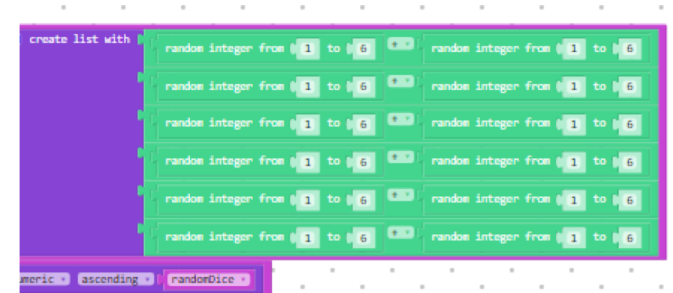 create list with random integer from 1 to 6 + random integer from 1 to 6
random integer from 1 to 6 + random integer from 1 to 6
random integer from 1 to 6 + random integer from 1 to 6
random integer from 1 to 6 + random integer from 1 to 6
random integer from 1 to 6 + random integer from 1 to 6
random integer from 1 to 6 + random integer from 1 to 6
umeric ascending randomDice